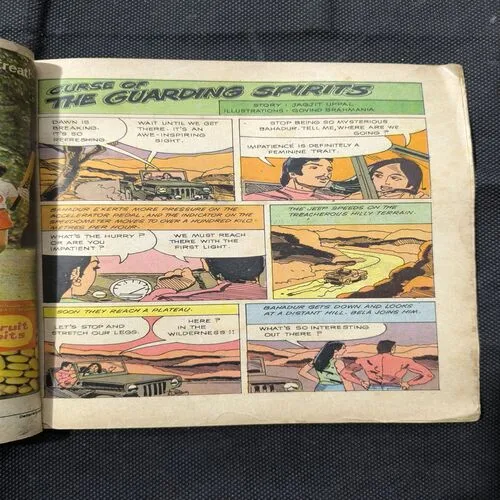 creat
CURSE OF
THE GUARDING SPIRITS
STORY : JAGJIT UPPAL
ILLUSTRATIONS - GOVIND BRAHMANIA
DAWN IS
BREAKING.
IT'S SO
REFRESHING.
WAIT UNTIL WE GET
THERE. IT'S AN
AWE-INSPIRING
SIGHT.
STOP BEING SO MYSTERIOUS
BAHADUR. TELL ME, WHERE ARE WE
GOING ?
IMPATIENCE IS DEFINITELY A
FEMININE TRAIT.
BAHADUR EXERTS MORE PRESSURE ON THE
ACCELERATOR PEDAL, AND THE INDICATOR ON THE
SPEEDOMETER MOVES TO OVER A HUNDRED KILO-
METRES PER HOUR.
WHAT'S THE HURRY ?
OR ARE YOU
IMPATIENT ?
WE MUST REACH
THERE WITH THE
FIRST LIGHT.
THE JEEP SPEEDS ON THE
TREACHEROUS HILLY TERRAIN.
SOON THEY REACH A PLATEAU.
LET'S STOP AND
STRETCH OUR LEGS.
HERE ?
IN THE
WILDERNESS !!
BAHADUR GETS DOWN AND LOOKS
AT A DISTANT HILL. BELA JOINS HIM.
WHAT'S SO INTERESTING
OUT THERE ?
fruit
bits